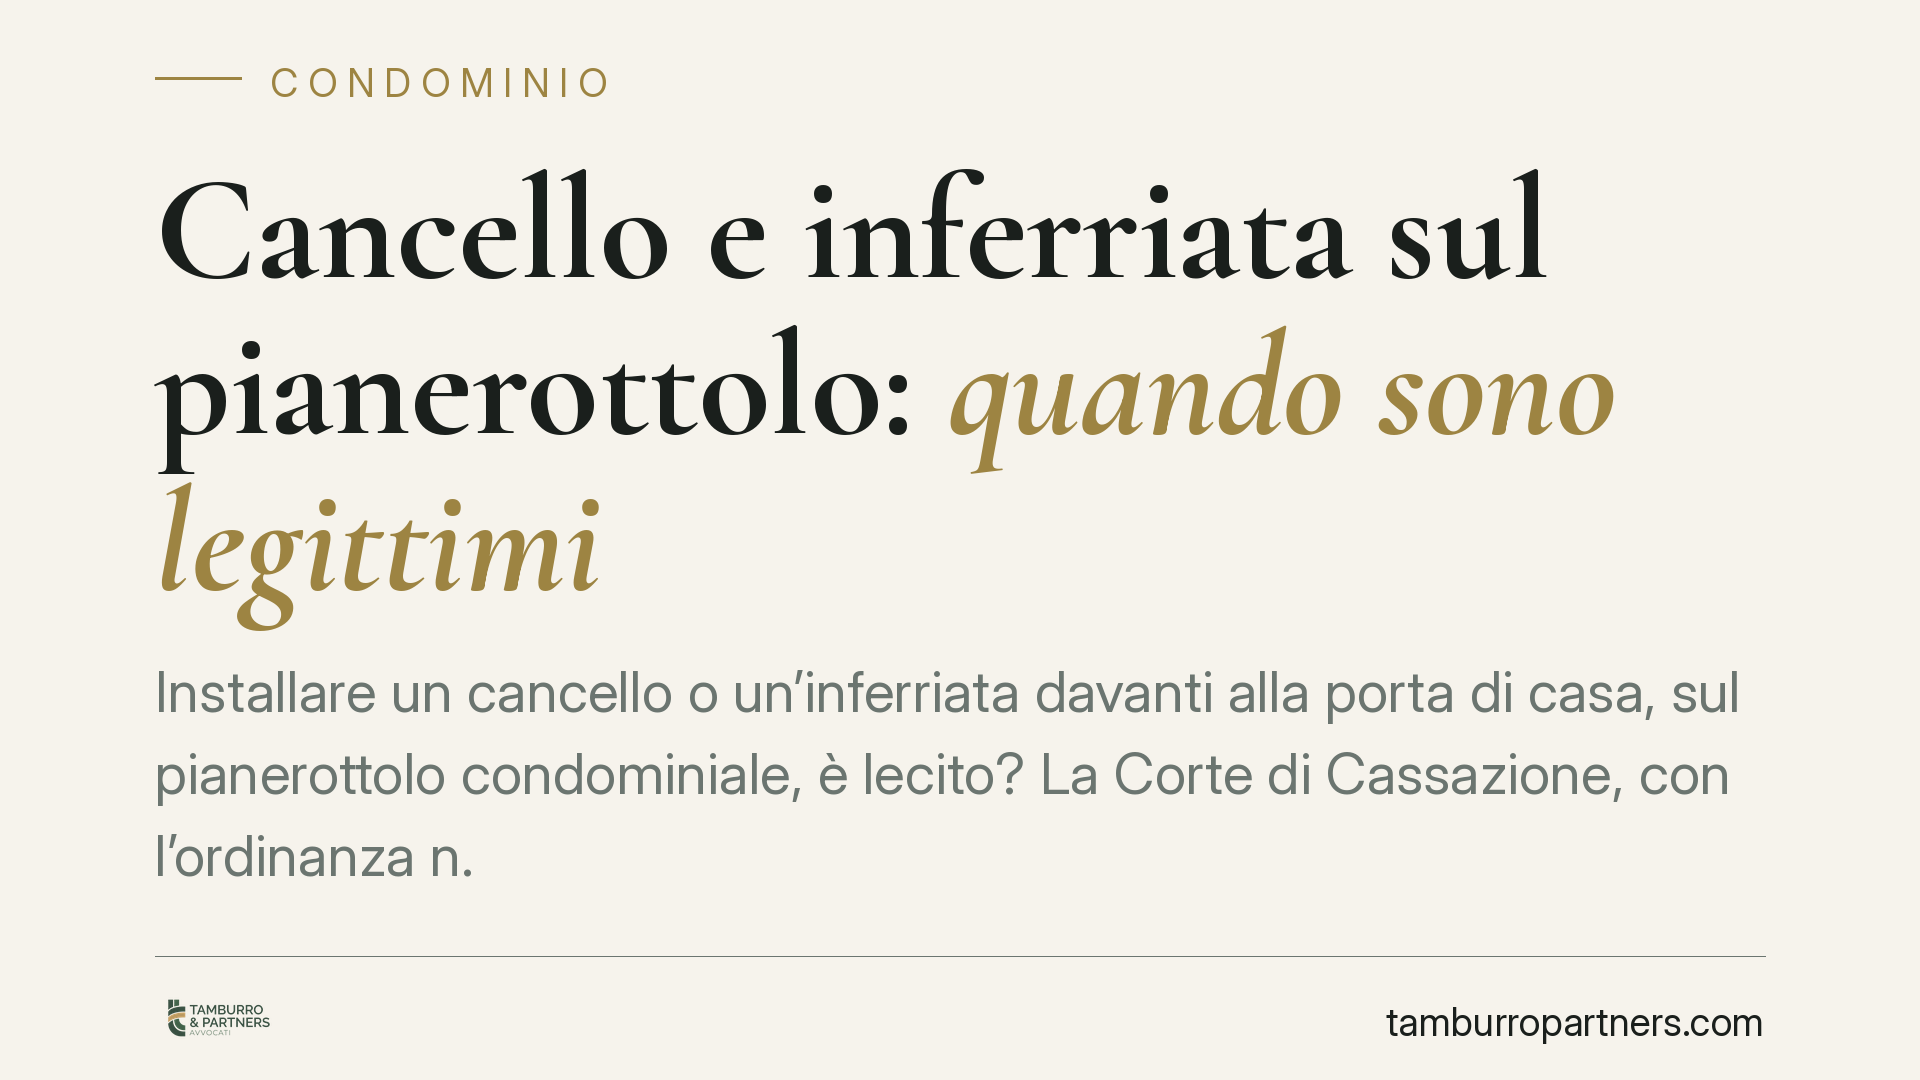 CONDOMINIO
Cancello e inferriata sul
pianerottolo: quando sono
legittimi
Installare un cancello o un’inferriata davanti alla porta di casa, sul
pianerottolo condominiale, è lecito? La Corte di Cassazione, con
l’ordinanza n.
TAMBURRO
& PARTNERS
AVVOCATI
tamburropartners.com